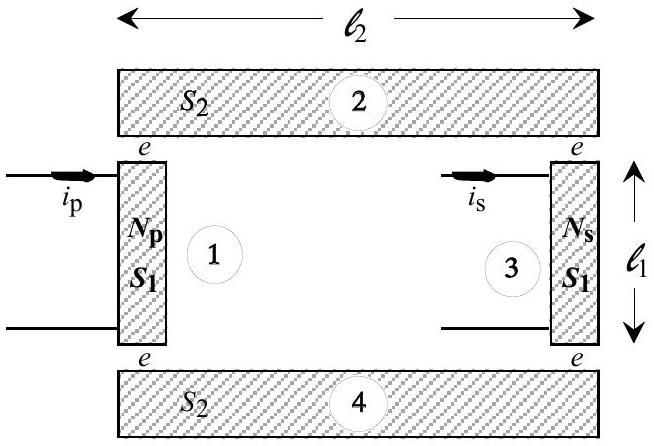 ℓ2
S2 2
e e
ip is
Np 1 Ns
S1 3 S1 ℓ1
e e
S2 4